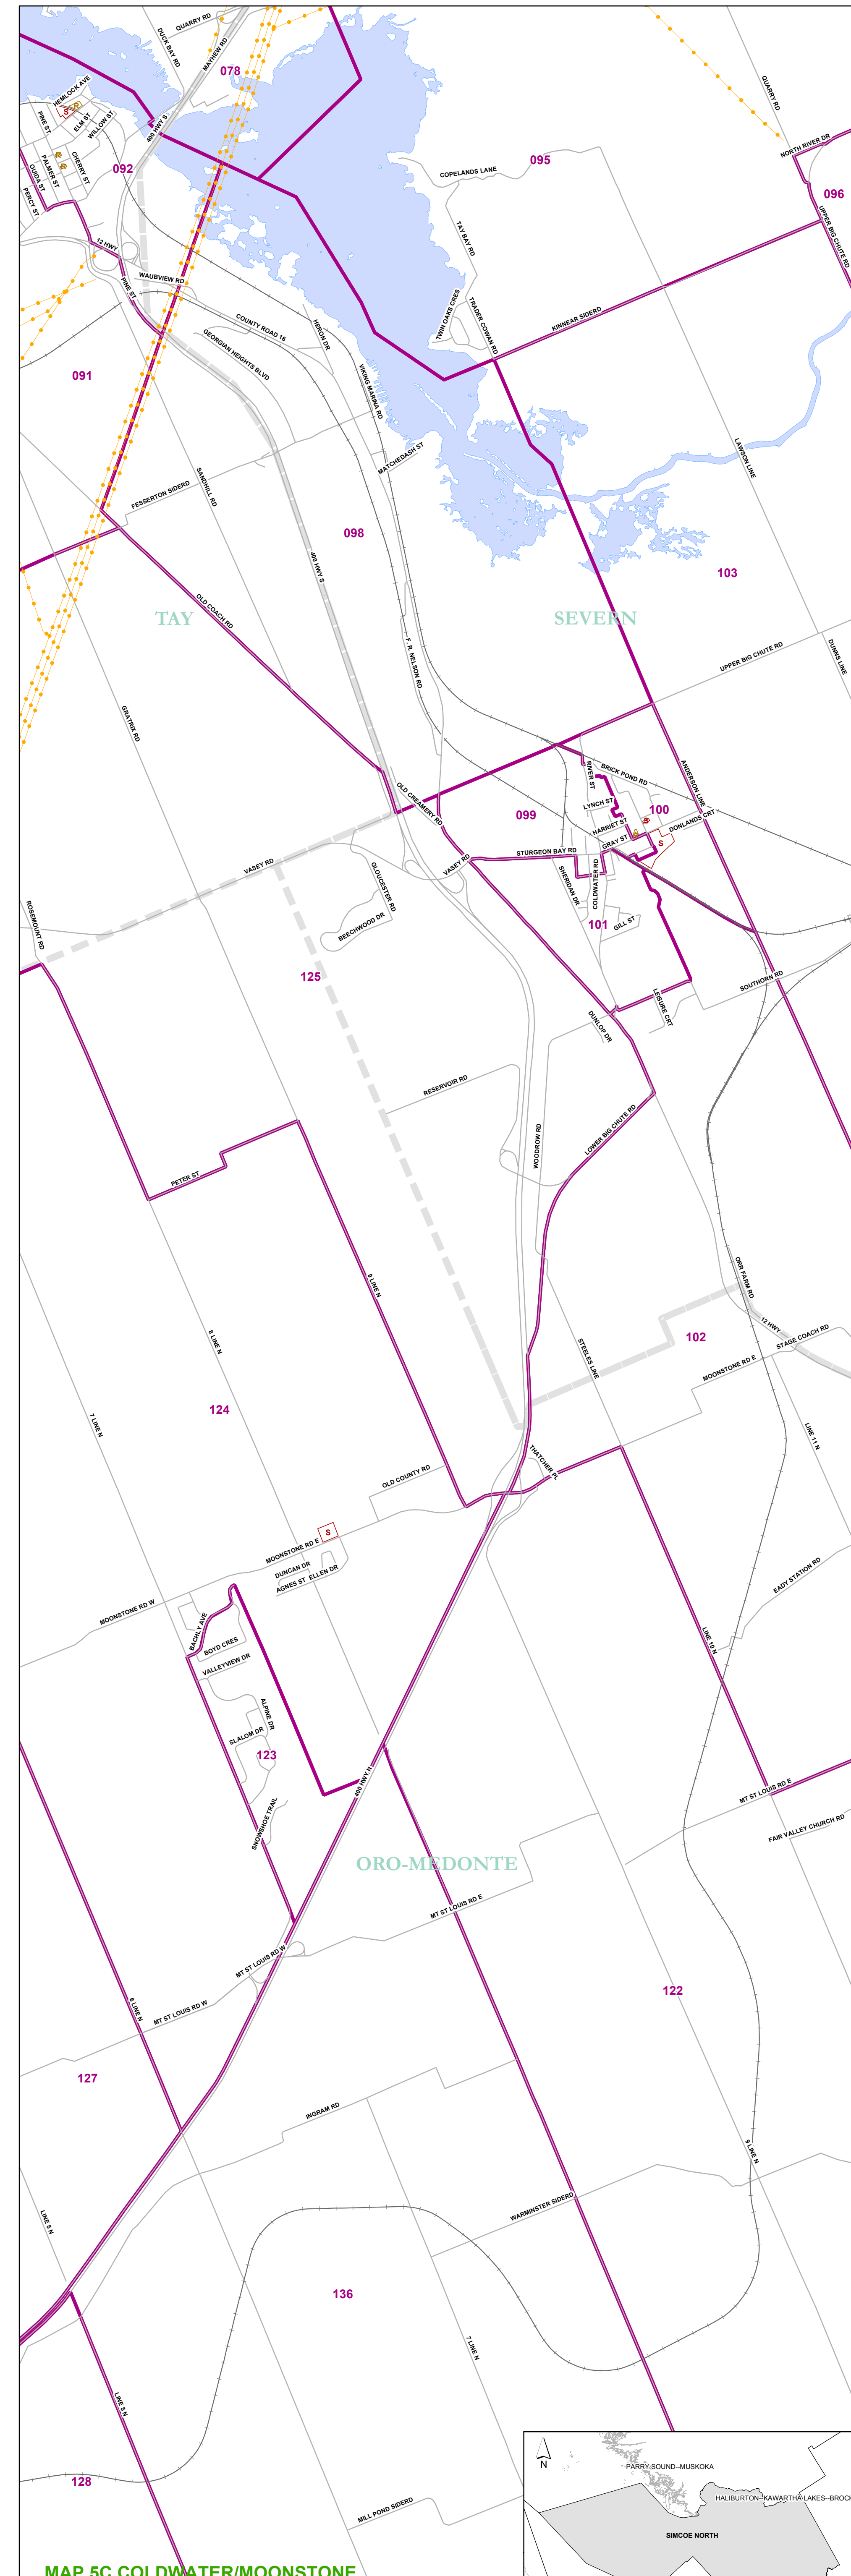 QUARRY RD
DUCK BAY RD
MAYHEW RD
078
QUARRY RD
HEMLOCK AVE
S
PINE ST
ELM ST
WILLOW ST
400 HWY S
NORTH RIVER DR
092
095
COPELANDS LANE
PALMER ST
CHERRY ST
OUIDA ST
PERCY ST
096
UPPER BIG CHUTE RD
TAY BAY RD
12 HWY
WAUBVIEW RD
PINE ST
TWIN OAKS CRES
TRADER COWAN RD
KINNEAR SIDERD
COUNTY ROAD 16
HERON DR
GEORGIAN HEIGHTS BLVD
091
VIKING MARINA RD
MATCHEDASH ST
LAWSON LINE
SANDHILL RD
FESSERTON SIDERD
098
400 HWY S
103
OLD COACH RD
TAY
SEVERN
F. R. NELSON RD
UPPER BIG CHUTE RD
DUNNS LINE
GRATRIX RD
RIVER ST
BRICK POND RD
ANDERSON LINE
OLD CREAMERY RD
LYNCH ST
100
S
099
HARRIET ST
DONLANDS CRT
GRAY ST
S
STURGEON BAY RD
VASEY RD
VASEY RD
SHERIDAN DR
COLDWATER RD
GLOUCESTER RD
ROSEMOUNT RD
BEECHWOOD DR
101
GILL ST
125
SOUTHORN RD
LEISURE CRT
DUNLOP DR
RESERVOIR RD
WOODROW RD
LOWER BIG CHUTE RD
PETER ST
ORR FARM RD
9 LINE N
12 HWY
8 LINE N
102
STAGE COACH RD
STEELES LINE
MOONSTONE RD E
124
7 LINE N
LINE 11 N
THATCHER PL
OLD COUNTY RD
S
MOONSTONE RD E
DUNCAN DR
ELLEN DR
AGNES ST
EADY STATION RD
MOONSTONE RD W
BACHLY AVE
BOYD CRES
LINE 10 N
VALLEYVIEW DR
ALPINE DR
SLALOM DR
123
400 HWY N
MT ST LOUIS RD E
SNOWSHOE TRAIL
FAIR VALLEY CHURCH RD
ORO-MEDONTE
MT ST LOUIS RD E
MT ST LOUIS RD W
122
6 LINE N
MT ST LOUIS RD W
127
INGRAM RD
9 LINE N
LINE 5 N
WARMINSTER SIDERD
136
7 LINE N
LINE 5 N
N
PARRY SOUND--MUSKOKA
128
HALIBURTON--KAWARTHA LAKES--BROCK
MILL POND SIDERD
SIMCOE NORTH
MAP 5C COLDWATER/MOONSTONE